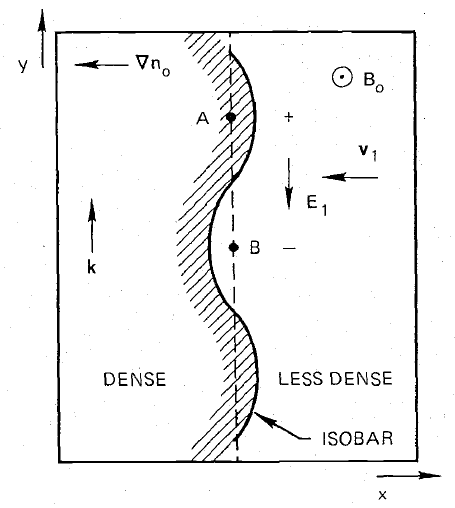 y
∇n₀
B₀
A
+
v₁
E₁
B
−
k
DENSE
LESS DENSE
ISOBAR
x